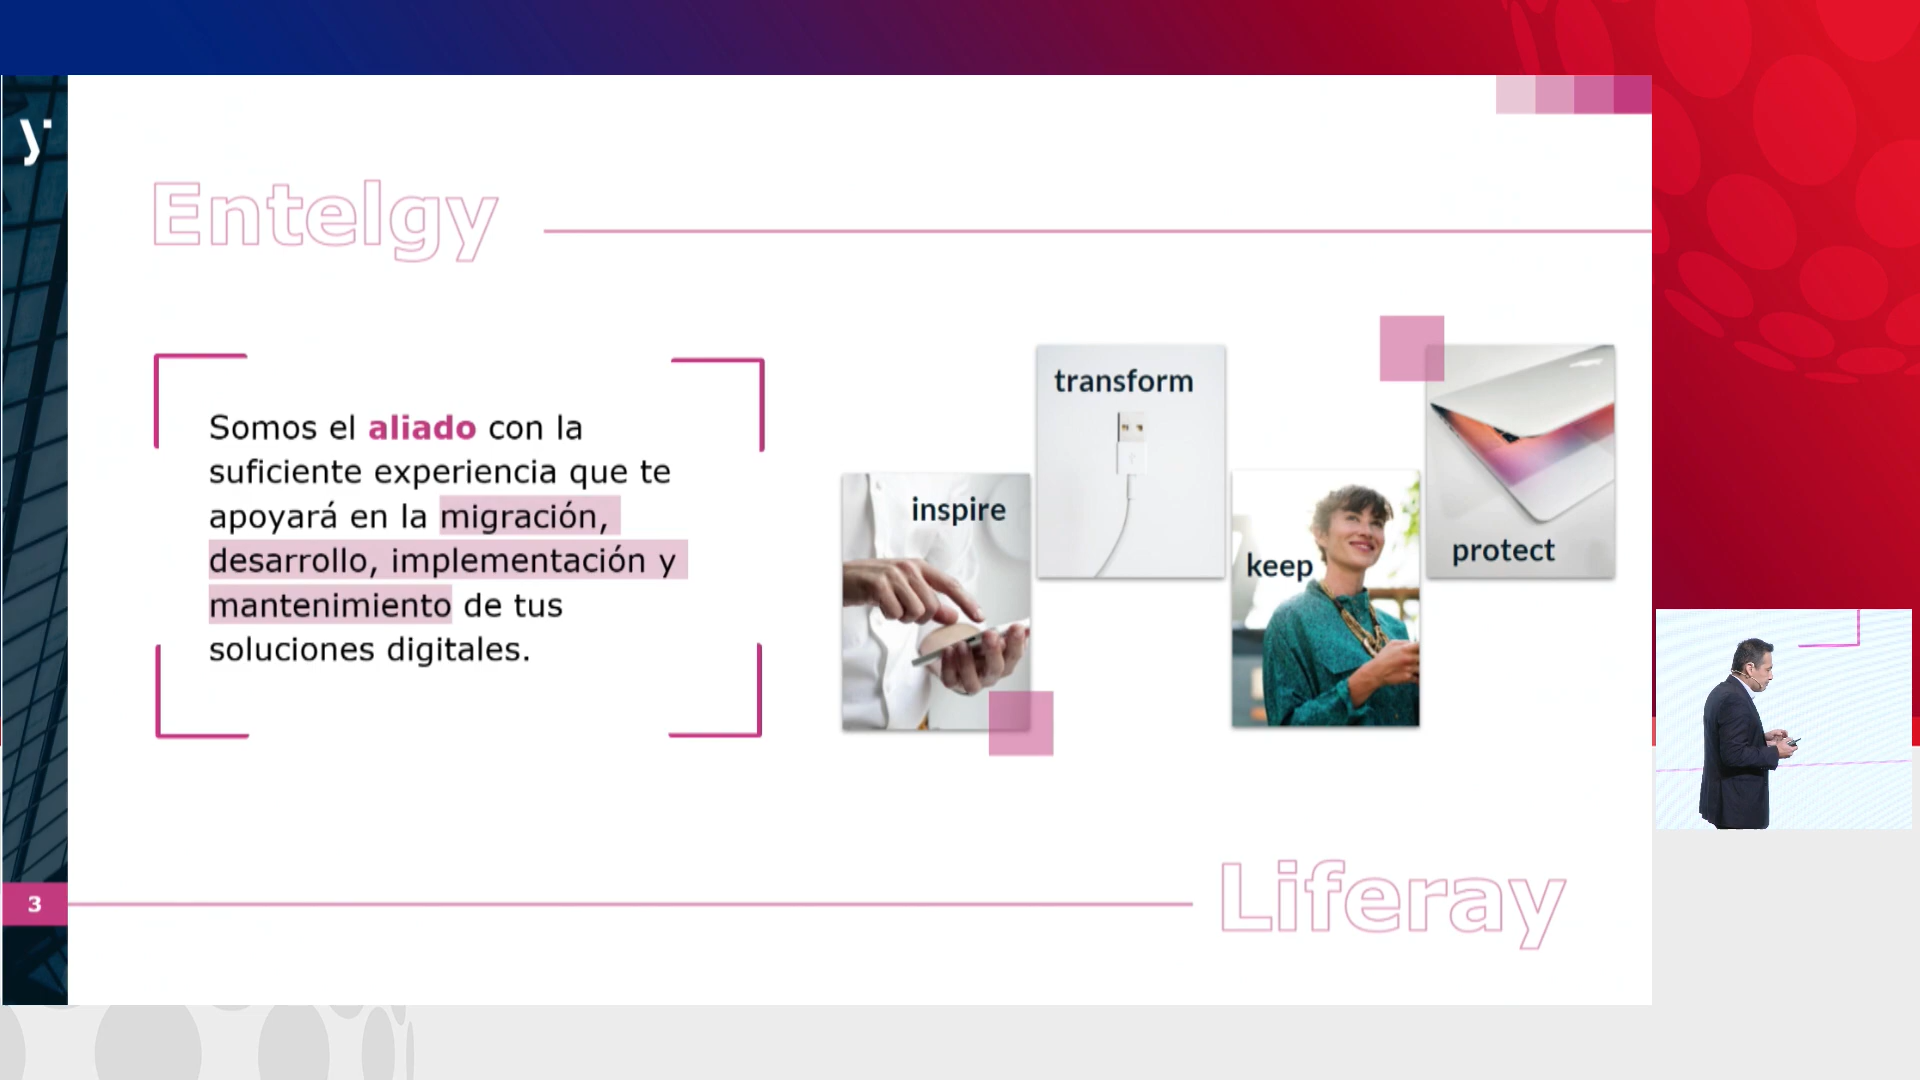 Entelgy
Somos el aliado con la
suficiente experiencia que te
apoyará en la migración,
desarrollo, implementación y
mantenimiento de tus
soluciones digitales.
inspire
transform
keep
protect
3
Liferay